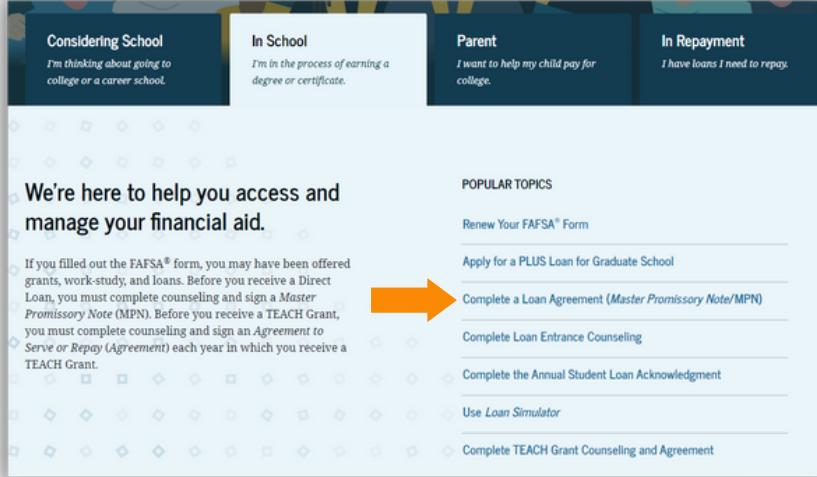 Considering School
I'm thinking about going to
college or a career school.
In School
I'm in the process of earning a
degree or certificate.
Parent
I want to help my child pay for
college.
In Repayment
I have loans I need to repay.
We're here to help you access and
manage your financial aid.
If you filled out the FAFSA® form, you may have been offered
grants, work-study, and loans. Before you receive a Direct
Loan, you must complete counseling and sign a Master
Promissory Note (MPN). Before you receive a TEACH Grant,
you must complete counseling and sign an Agreement to
Serve or Repay (Agreement) each year in which you receive a
TEACH Grant.
POPULAR TOPICS
Renew Your FAFSA® Form
Apply for a PLUS Loan for Graduate School
Complete a Loan Agreement (Master Promissory Note/MPN)
Complete Loan Entrance Counseling
Complete the Annual Student Loan Acknowledgment
Use Loan Simulator
Complete TEACH Grant Counseling and Agreement